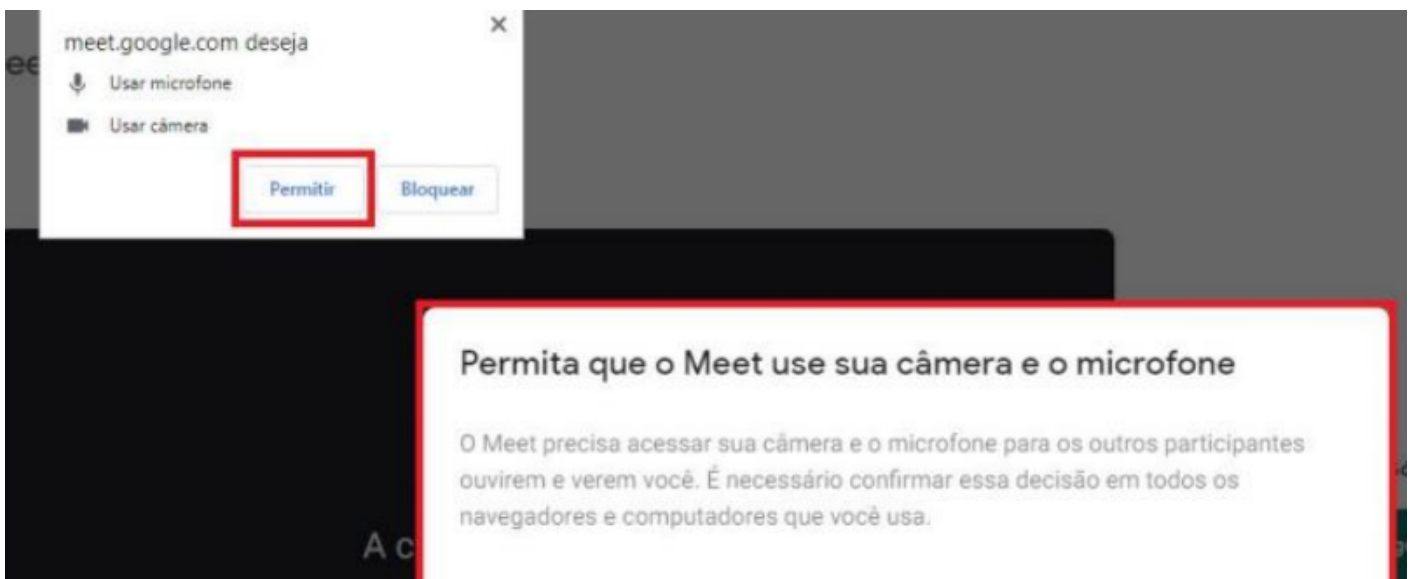 meet.google.com deseja
Usar microfone
Usar câmera
Permitir Bloquear
Permita que o Meet use sua câmera e o microfone
O Meet precisa acessar sua câmera e o microfone para os outros participantes
ouvirem e verem você. É necessário confirmar essa decisão em todos os
navegadores e computadores que você usa.
A c